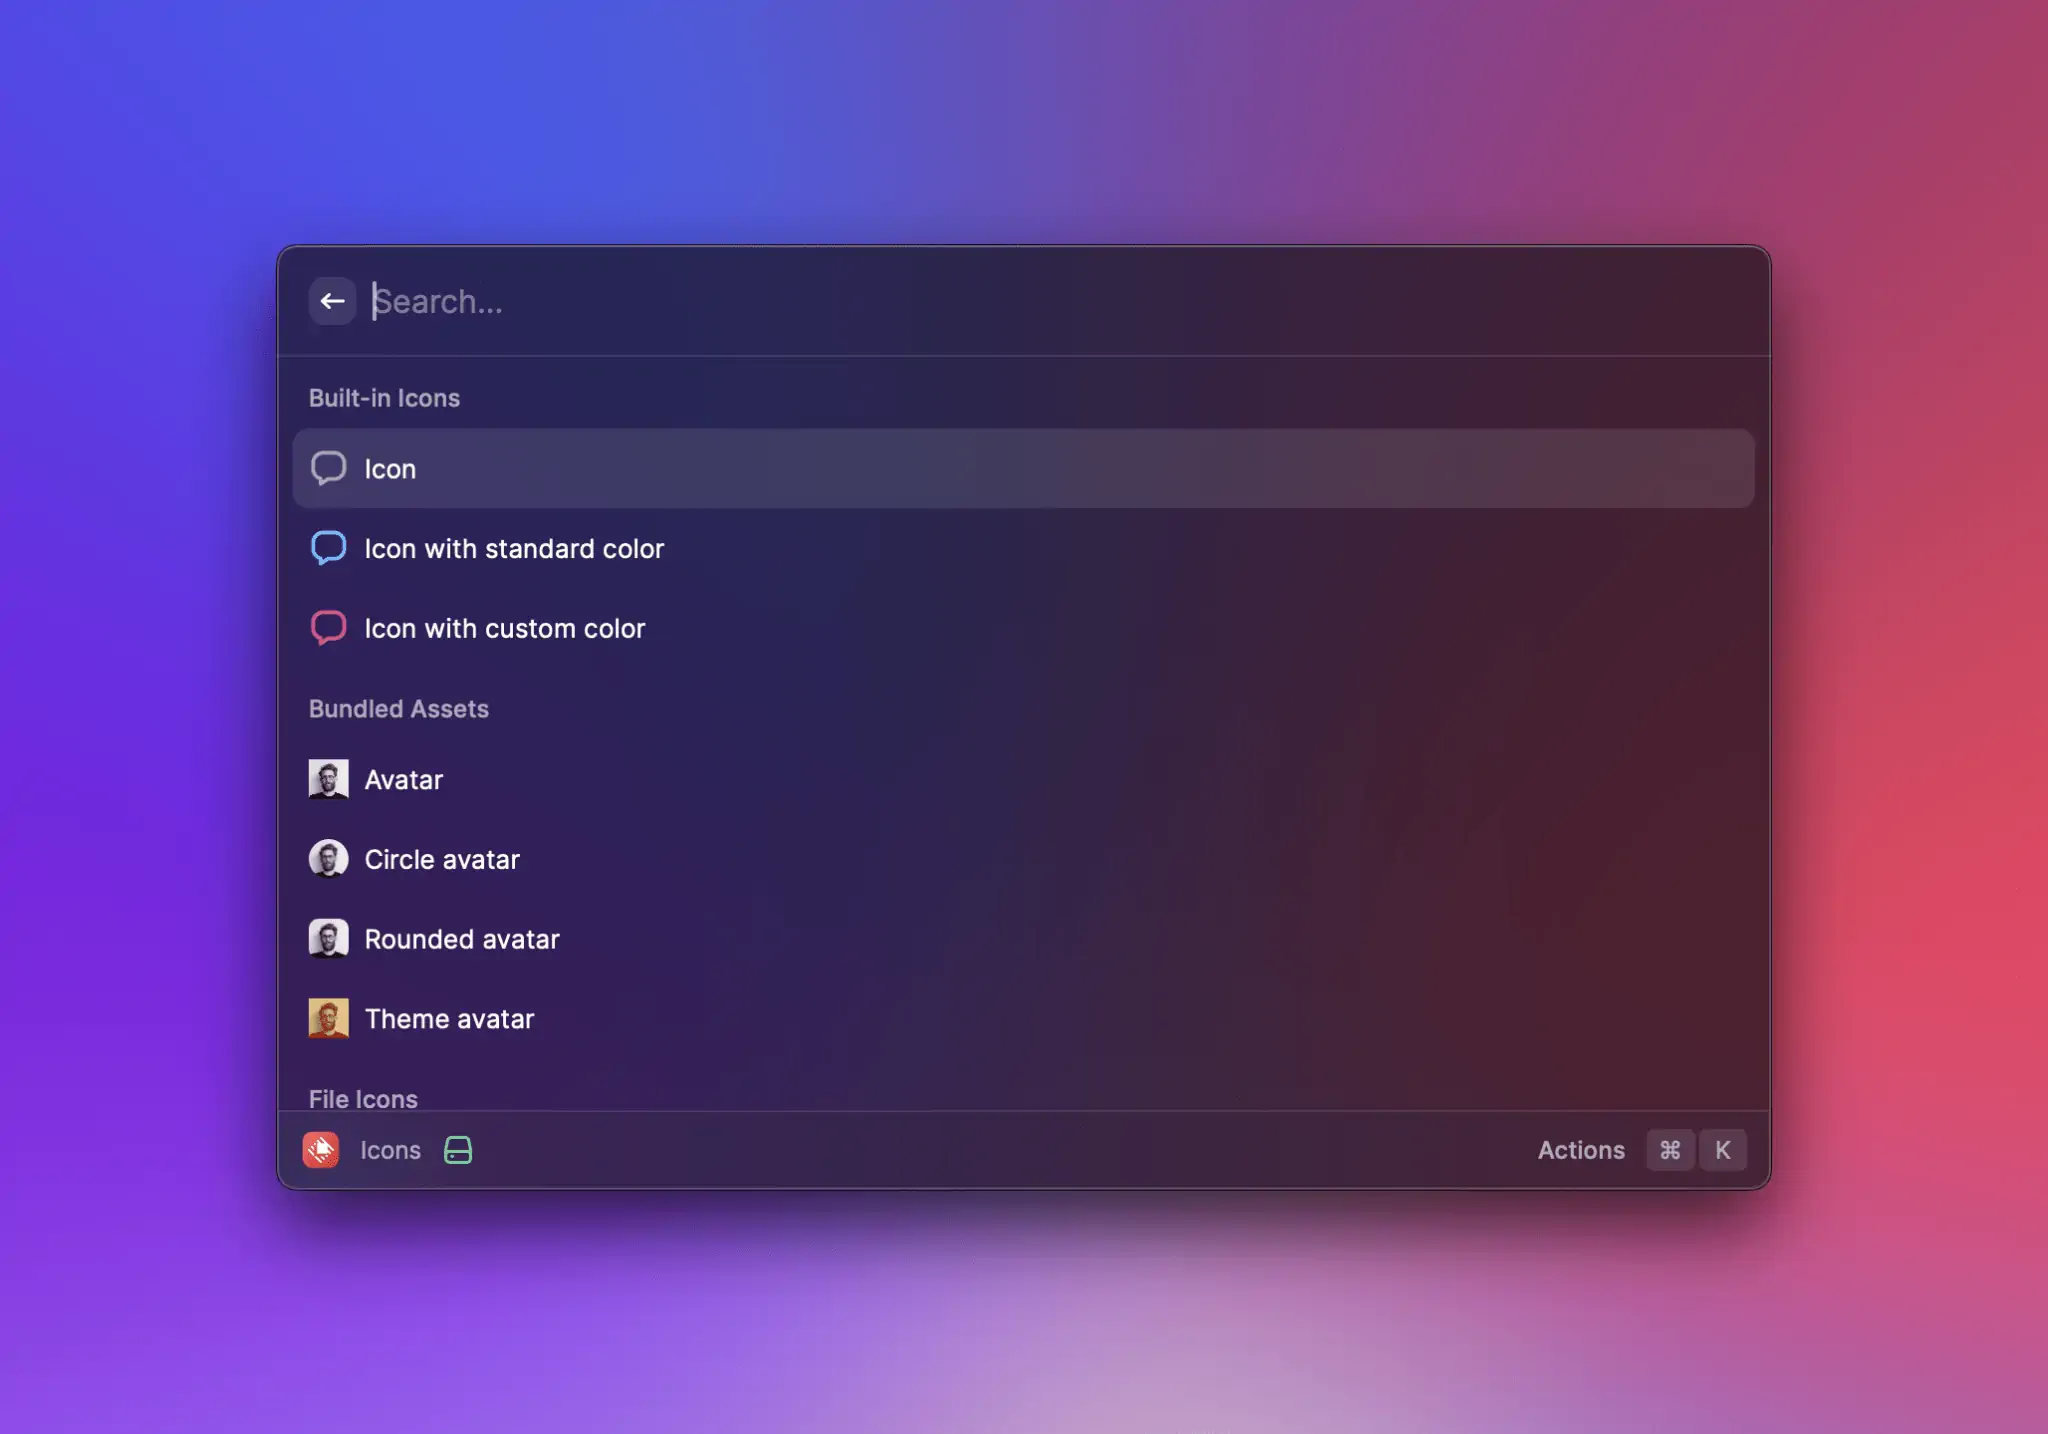 Search...
Built-in Icons
Icon
Icon with standard color
Icon with custom color
Bundled Assets
Avatar
Circle avatar
Rounded avatar
Theme avatar
File Icons
Icons Actions ⌘ K